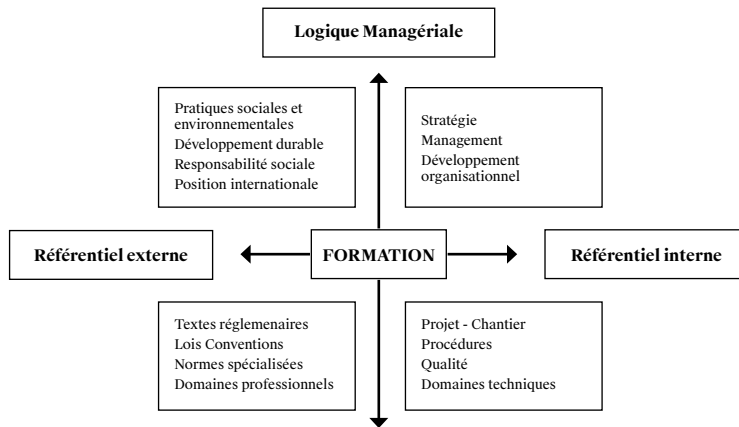 Logique Managériale
Pratiques sociales et
environnementales
Développement durable
Responsabilité sociale
Position internationale
Stratégie
Management
Développement
organisationnel
Référentiel externe
FORMATION
Référentiel interne
Textes réglemenaires
Lois Conventions
Normes spécialisées
Domaines professionnels
Projet - Chantier
Procédures
Qualité
Domaines techniques